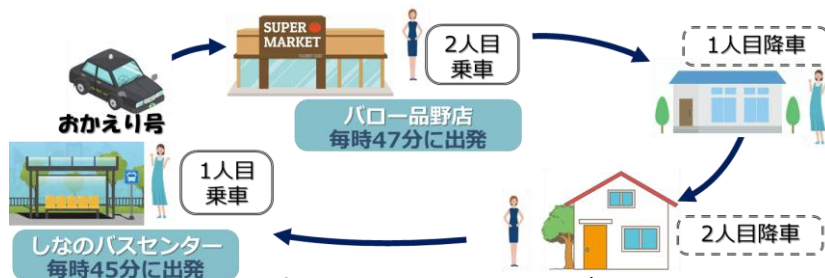 SUPER
MARKET
2人目
乗車
1人目降車
バロー品野店
毎時47分に出発
おかえり号
1人目
乗車
2人目降車
しなのバスセンター
毎時45分に出発